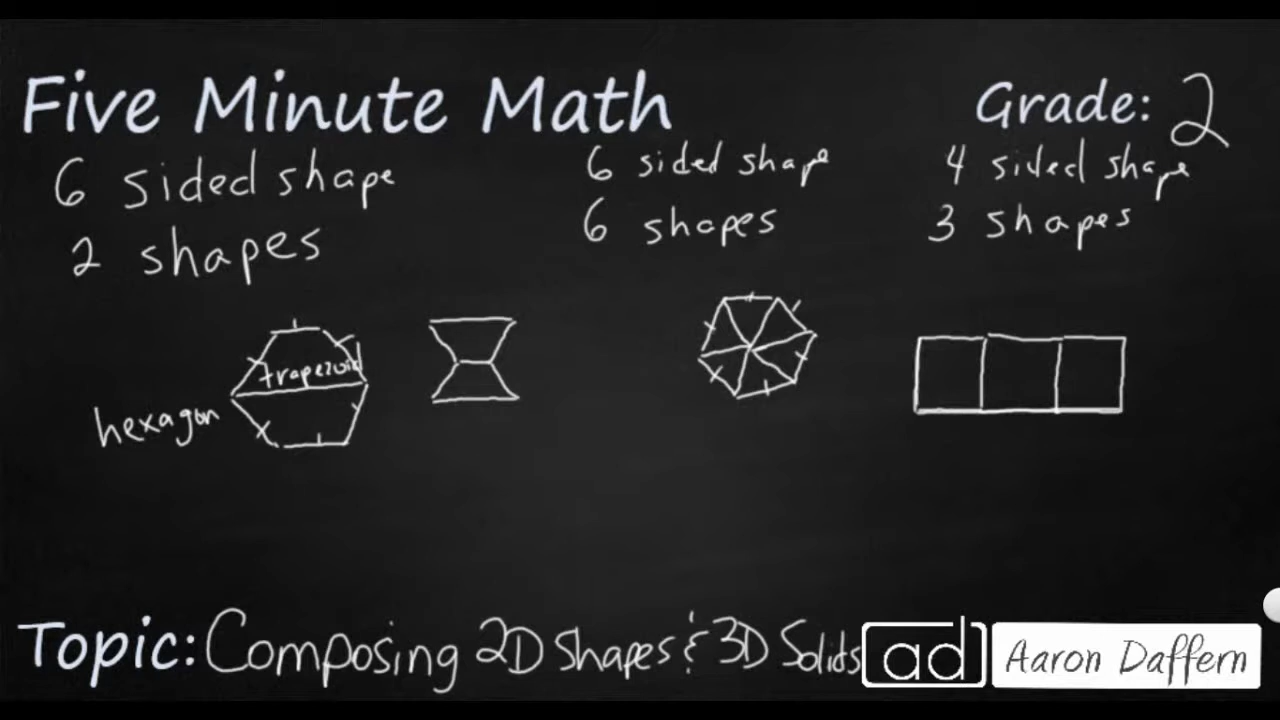 Five Minute Math
Grade: 2
6 sided shape
2 shapes
6 sided shape
6 shapes
4 sided shape
3 shapes
trapezoid
hexagon
Topic: Composing 2D Shapes & 3D Solids
ad Aaron Daffern